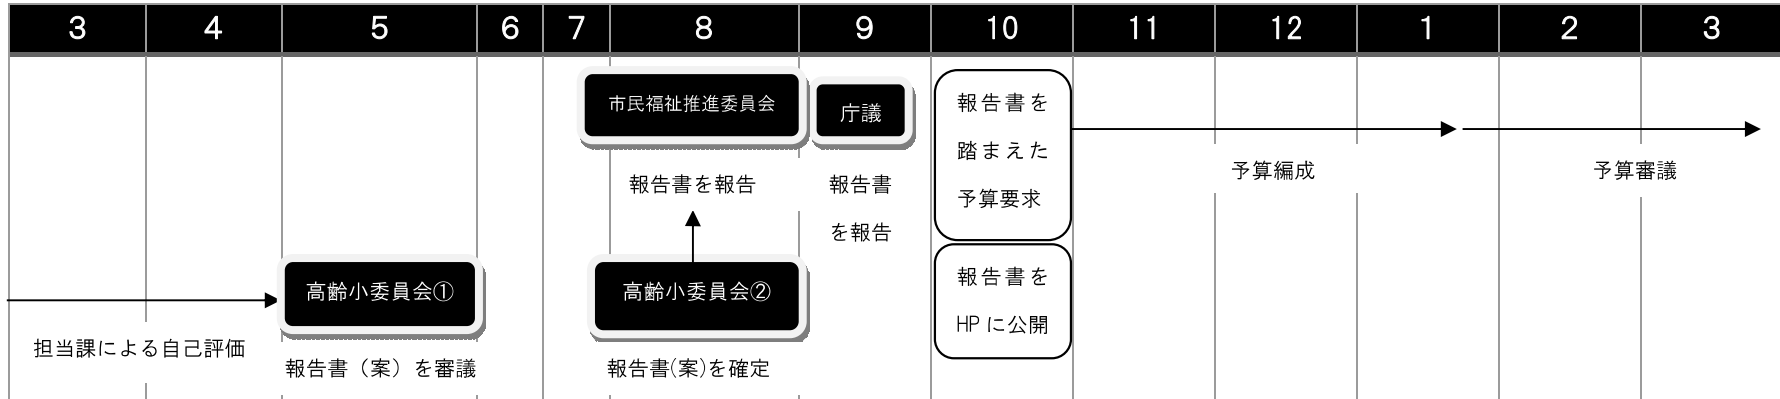 3 4 5 6 7 8 9 10 11 12 1 2 3
市民福祉推進委員会
報告書を報告
庁議
報告書
を報告
報告書を
踏まえた
予算要求
予算編成
予算審議
担当課による自己評価
高齢小委員会①
報告書（案）を審議
高齢小委員会②
報告書(案)を確定
報告書を
HPに公開